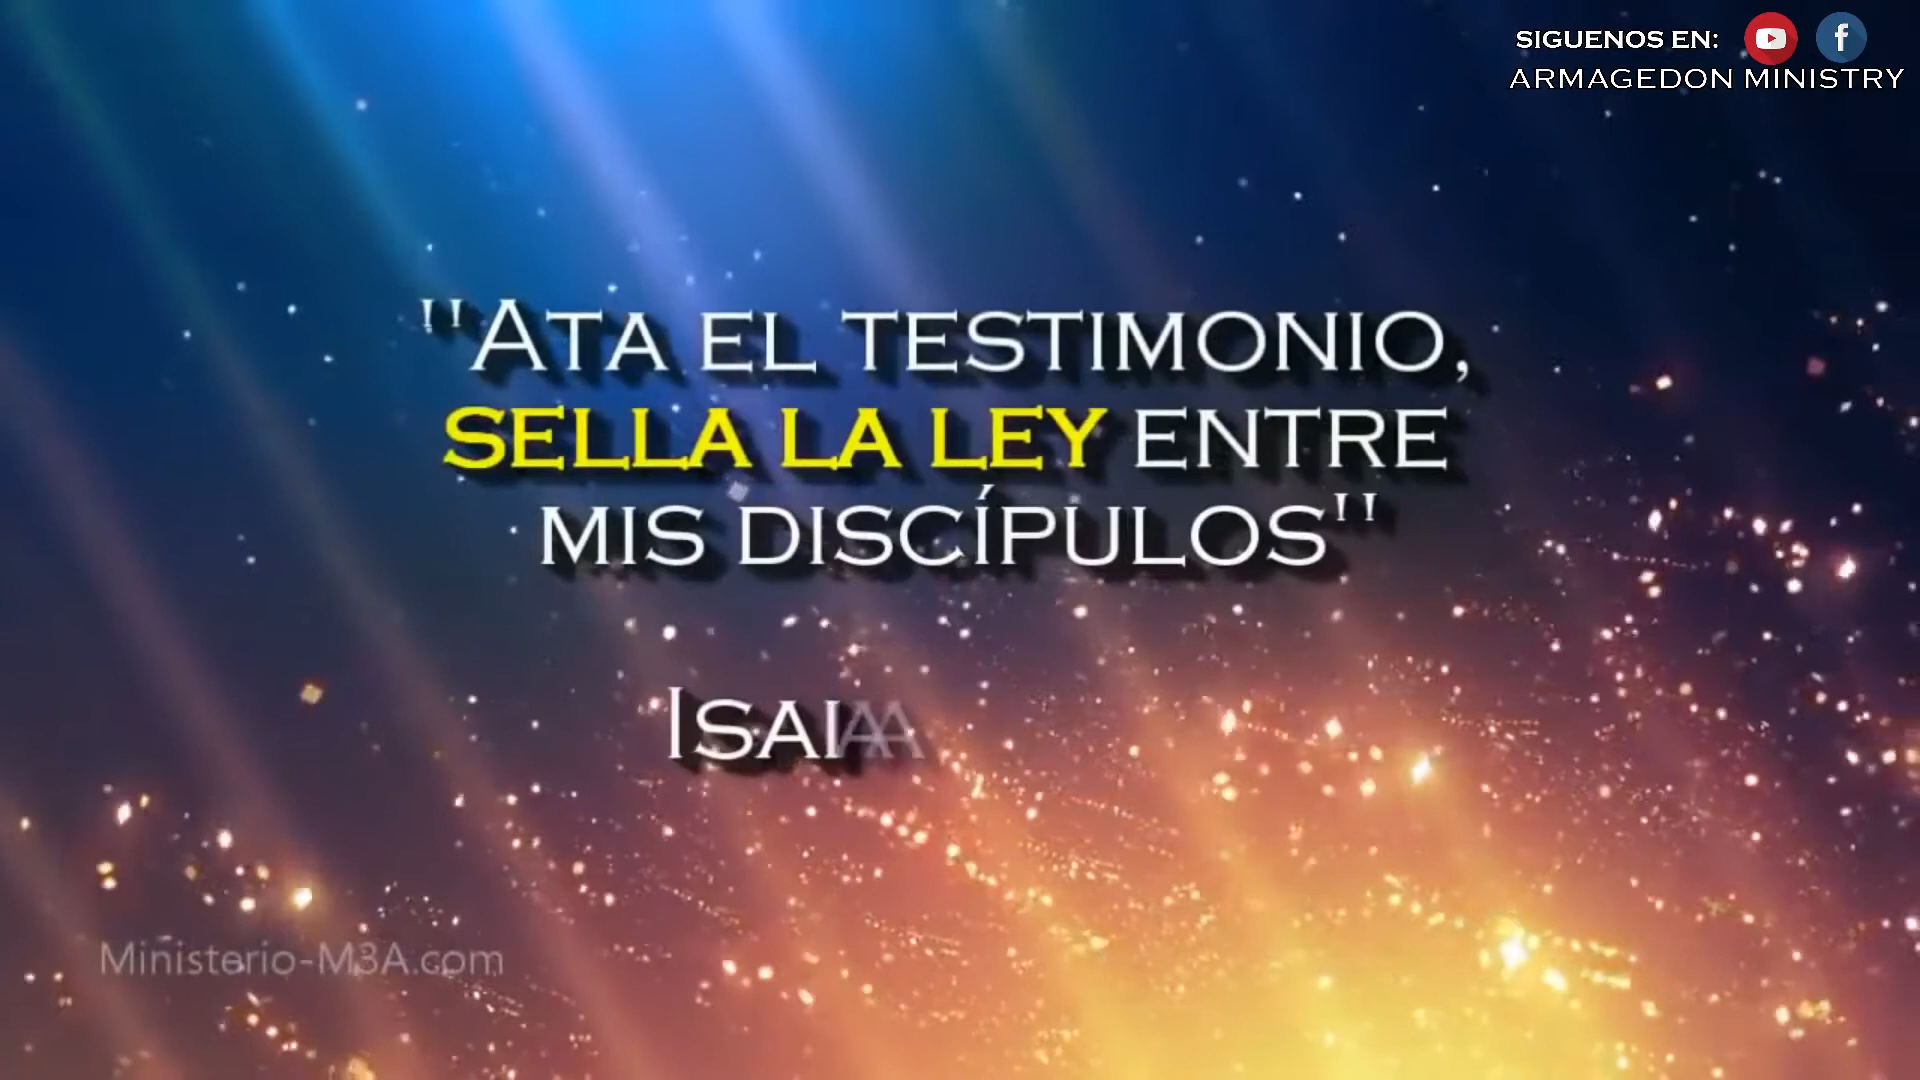 SIGUENOS EN:
ARMAGEDON MINISTRY
"ATA EL TESTIMONIO,
SELLA LA LEY ENTRE
MIS DISCÍPULOS"
Ministerio-M3A.com